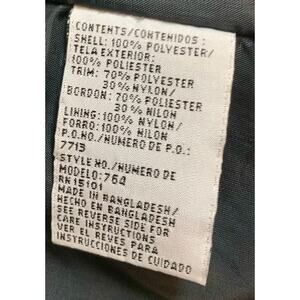 CONTENTS/CONTENIDOS:
SHELL: 100% POLYESTER/
TELA EXTERIOR:
100% POLIESTER
TRIM: 70% POLYESTER
30% NYLON/
BORDON: 70% POLIESTER
30% NILON
LINING: 100% NYLON/
FORRO: 100% NILON
P.O.NO./NUMERO DE P.O.:
7713
STYLE NO./NUMERO DE
MODELO: 764
RN 15101
MADE IN BANGLADESH/
HECHO EN BANGLADESH
SEE REVERSE SIDE FOR
CARE INSTRUCTIONS
VER EL REVES PARA
INSTRUCCIONES DE CUIDADO